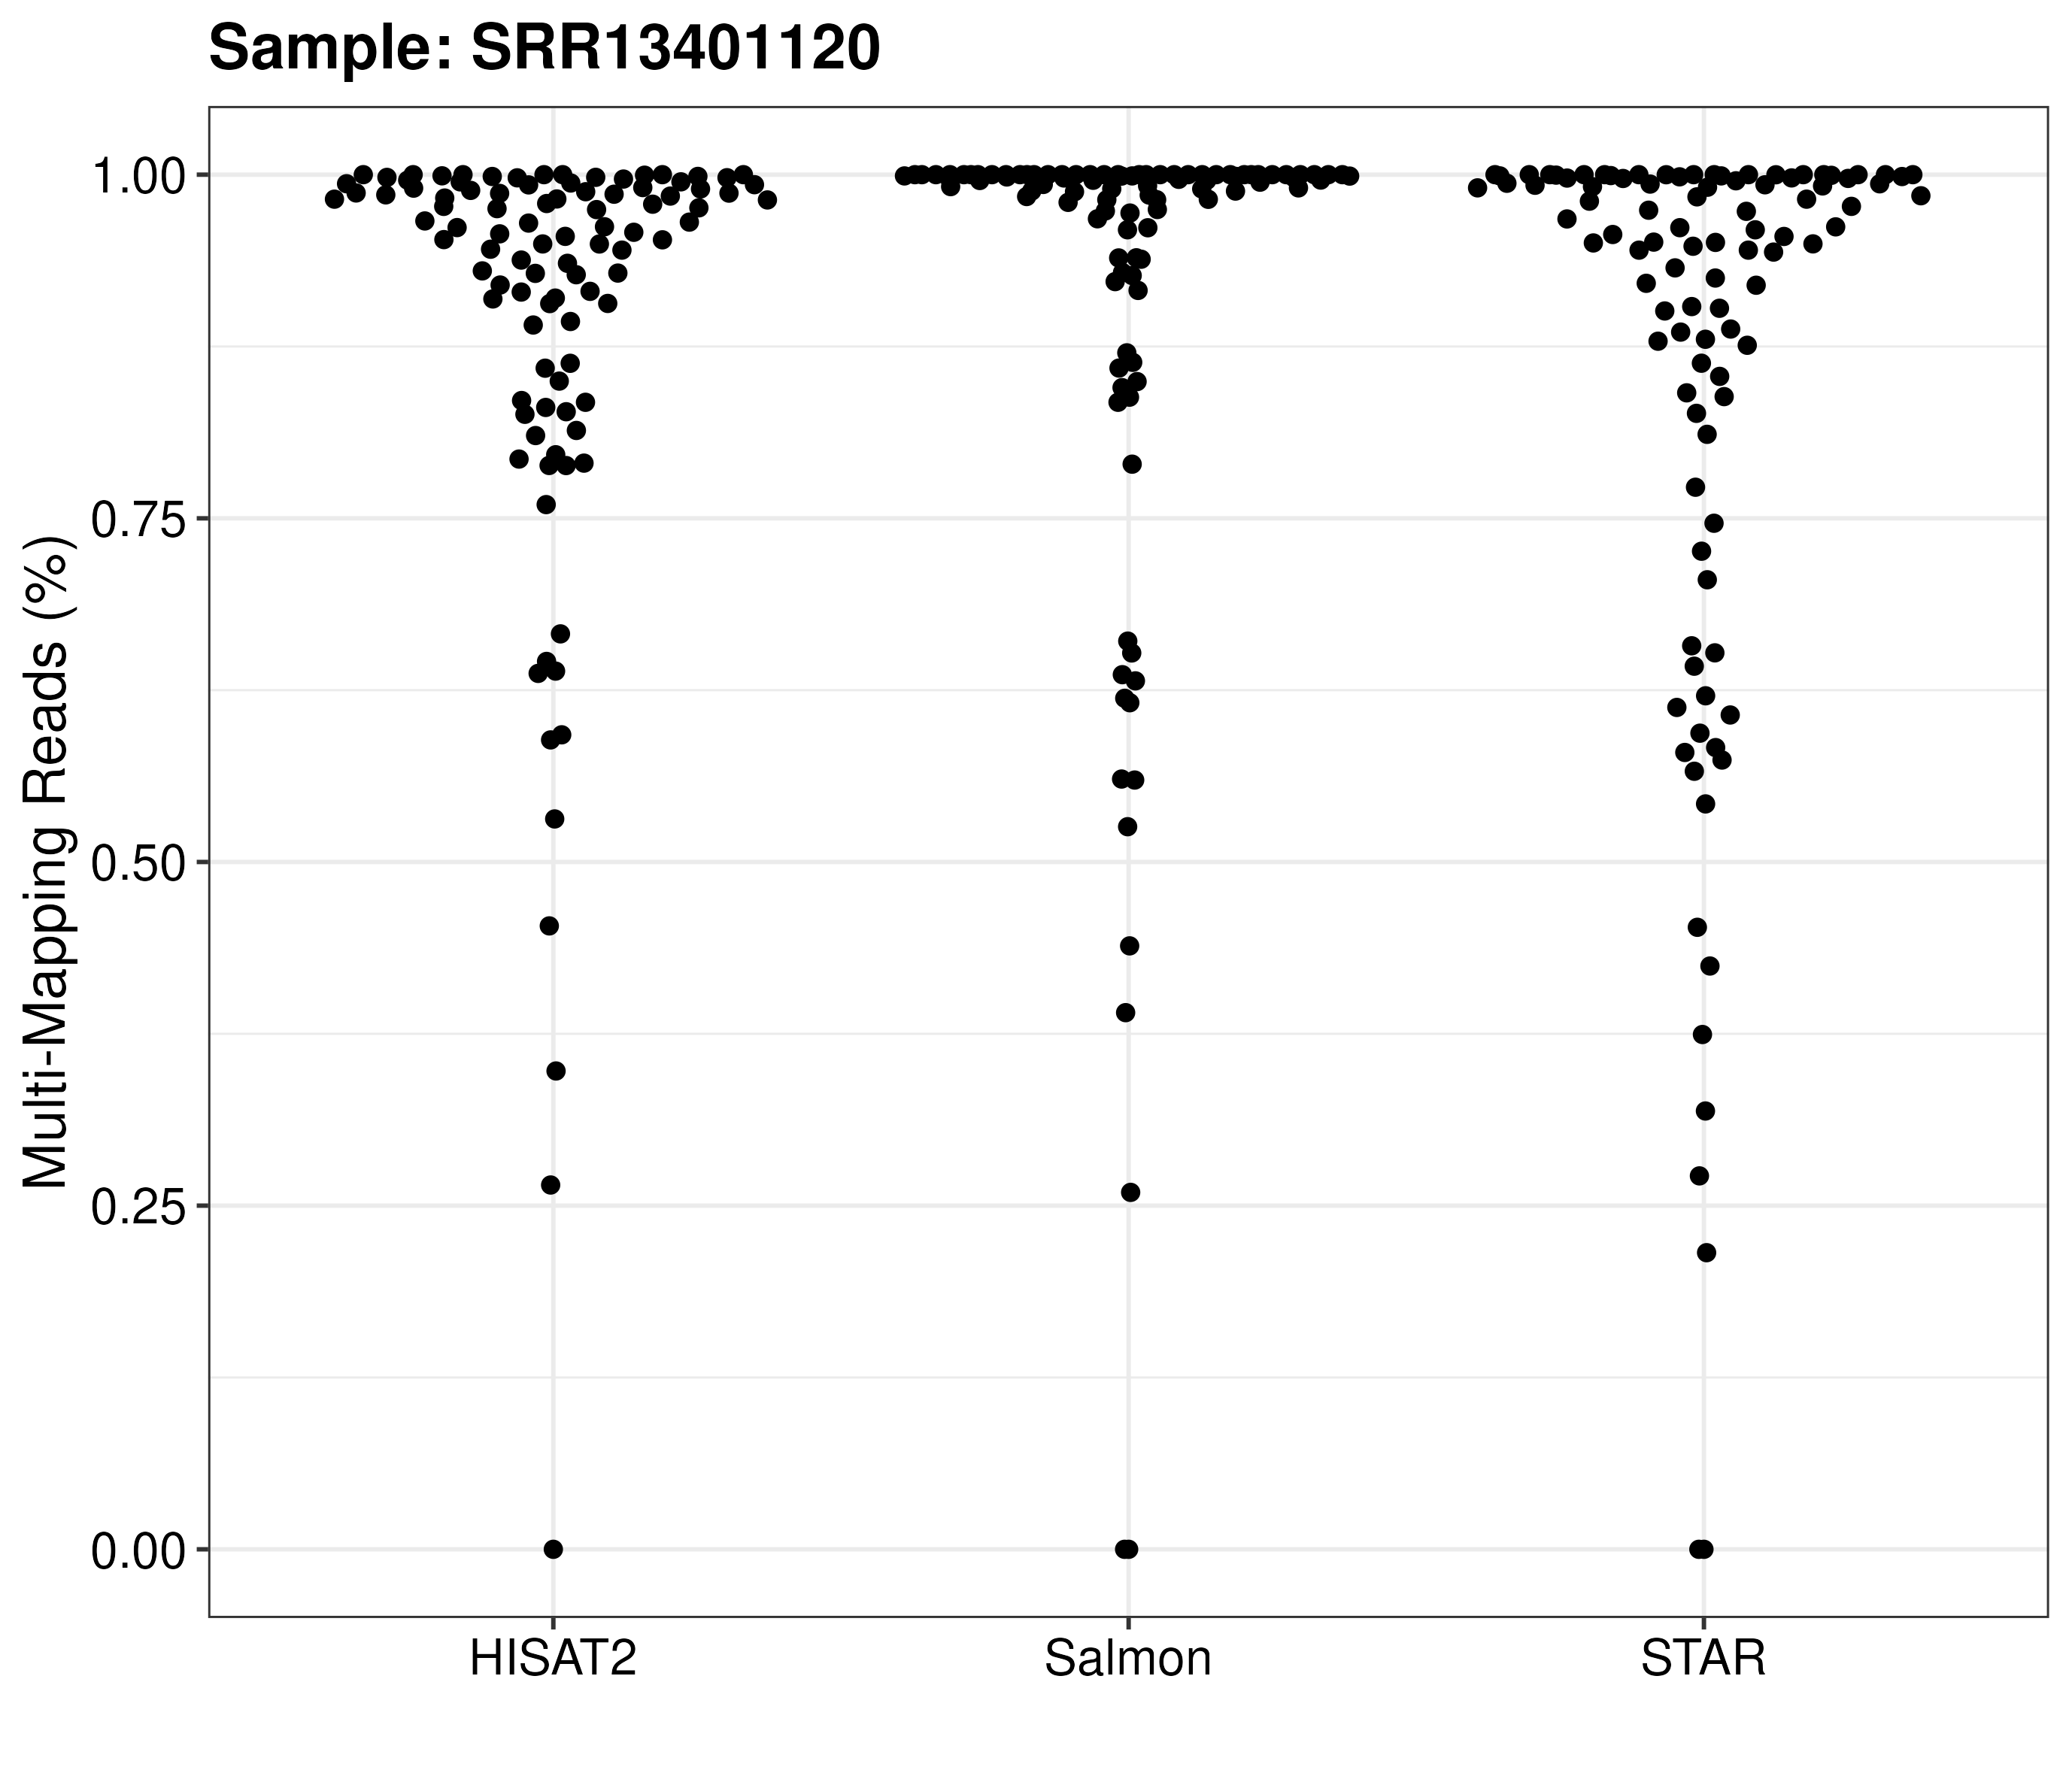 Sample: SRR13401120
Multi-Mapping Reads (%)
1.00
0.75
0.50
0.25
0.00
HISAT2
Salmon
STAR